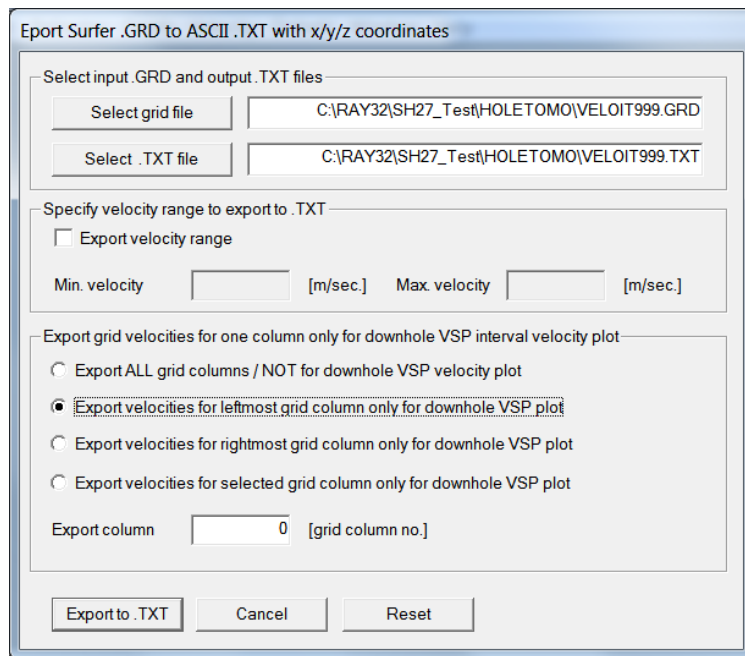 Eport Surfer .GRD to ASCII .TXT with x/y/z coordinates
Select input .GRD and output .TXT files
Select grid file C:\RAY32\SH27_Test\HOLETOMO\VELOIT999.GRD
Select .TXT file C:\RAY32\SH27_Test\HOLETOMO\VELOIT999.TXT
Specify velocity range to export to .TXT
Export velocity range
Min. velocity [m/sec.] Max. velocity [m/sec.]
Export grid velocities for one column only for downhole VSP interval velocity plot
Export ALL grid columns / NOT for downhole VSP velocity plot
Export velocities for leftmost grid column only for downhole VSP plot
Export velocities for rightmost grid column only for downhole VSP plot
Export velocities for selected grid column only for downhole VSP plot
Export column 0 [grid column no.]
Export to .TXT Cancel Reset